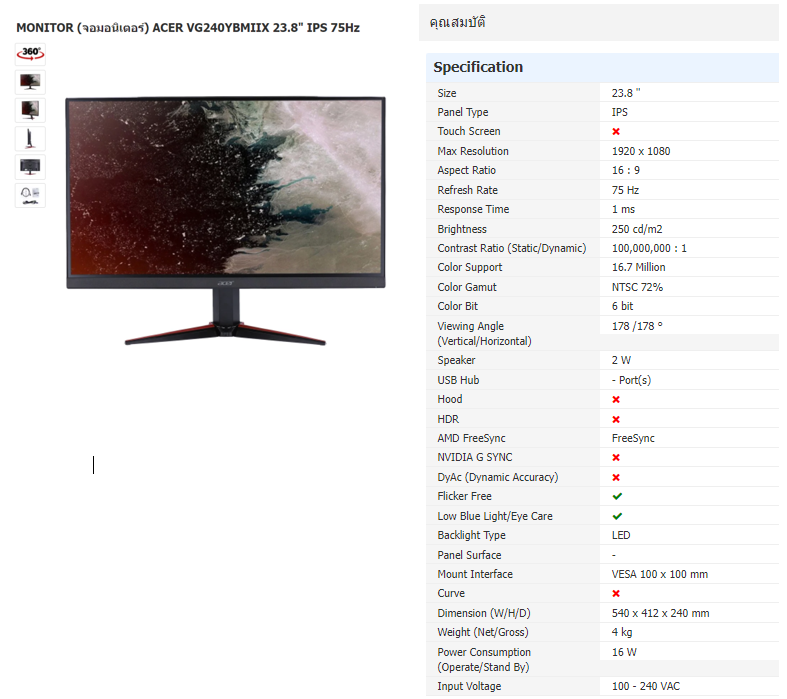 MONITOR (จอมอนิเตอร์) ACER VG240YBMIIX 23.8" IPS 75Hz
360°
acer
คุณสมบัติ
Specification
Size 23.8 "
Panel Type IPS
Touch Screen ✖
Max Resolution 1920 x 1080
Aspect Ratio 16 : 9
Refresh Rate 75 Hz
Response Time 1 ms
Brightness 250 cd/m2
Contrast Ratio (Static/Dynamic) 100,000,000 : 1
Color Support 16.7 Million
Color Gamut NTSC 72%
Color Bit 6 bit
Viewing Angle 178 /178 °
(Vertical/Horizontal)
Speaker 2 W
USB Hub - Port(s)
Hood ✖
HDR ✖
AMD FreeSync FreeSync
NVIDIA G SYNC ✖
DyAc (Dynamic Accuracy) ✖
Flicker Free ✔
Low Blue Light/Eye Care ✔
Backlight Type LED
Panel Surface -
Mount Interface VESA 100 x 100 mm
Curve ✖
Dimension (W/H/D) 540 x 412 x 240 mm
Weight (Net/Gross) 4 kg
Power Consumption 16 W
(Operate/Stand By)
Input Voltage 100 - 240 VAC